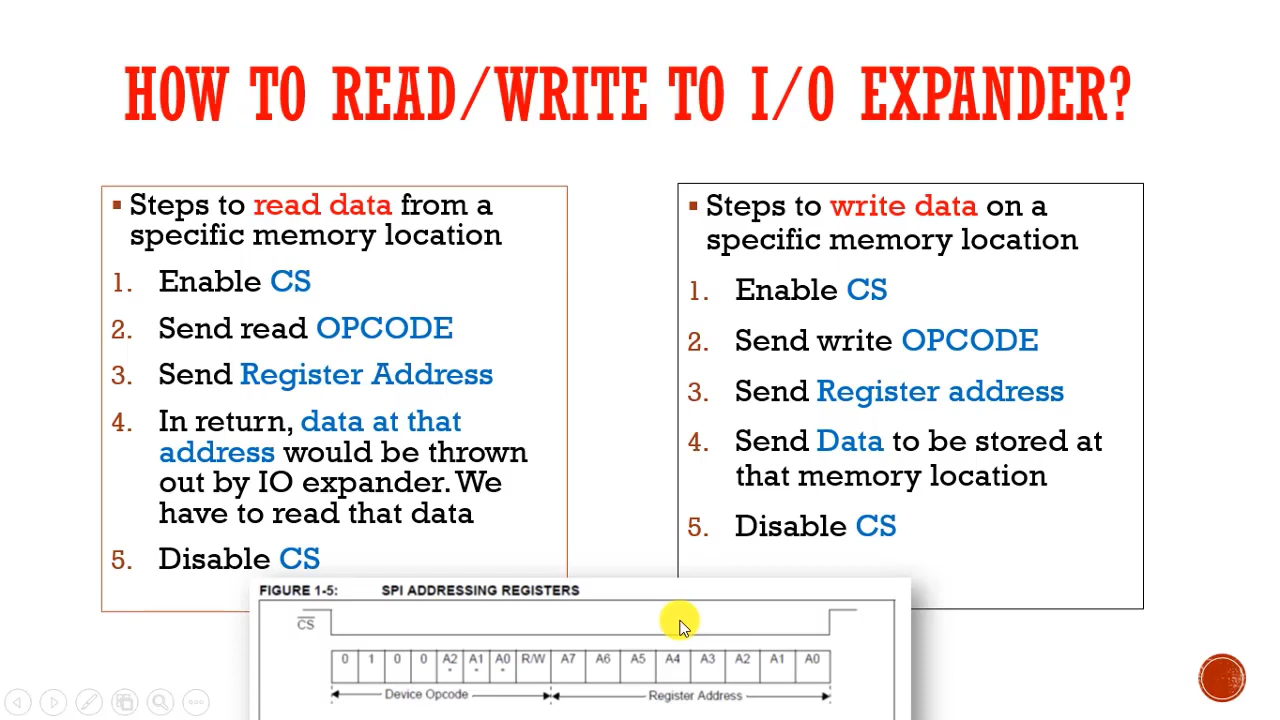 HOW TO READ/WRITE TO I/O EXPANDER?
▪ Steps to read data from a
specific memory location
1. Enable CS
2. Send read OPCODE
3. Send Register Address
4. In return, data at that
address would be thrown
out by IO expander. We
have to read that data
5. Disable CS
▪ Steps to write data on a
specific memory location
1. Enable CS
2. Send write OPCODE
3. Send Register address
4. Send Data to be stored at
that memory location
5. Disable CS
FIGURE 1-5: SPI ADDRESSING REGISTERS
CS
0 1 0 0 A2 A1 A0 R/W A7 A6 A5 A4 A3 A2 A1 A0
* * *
Device Opcode Register Address